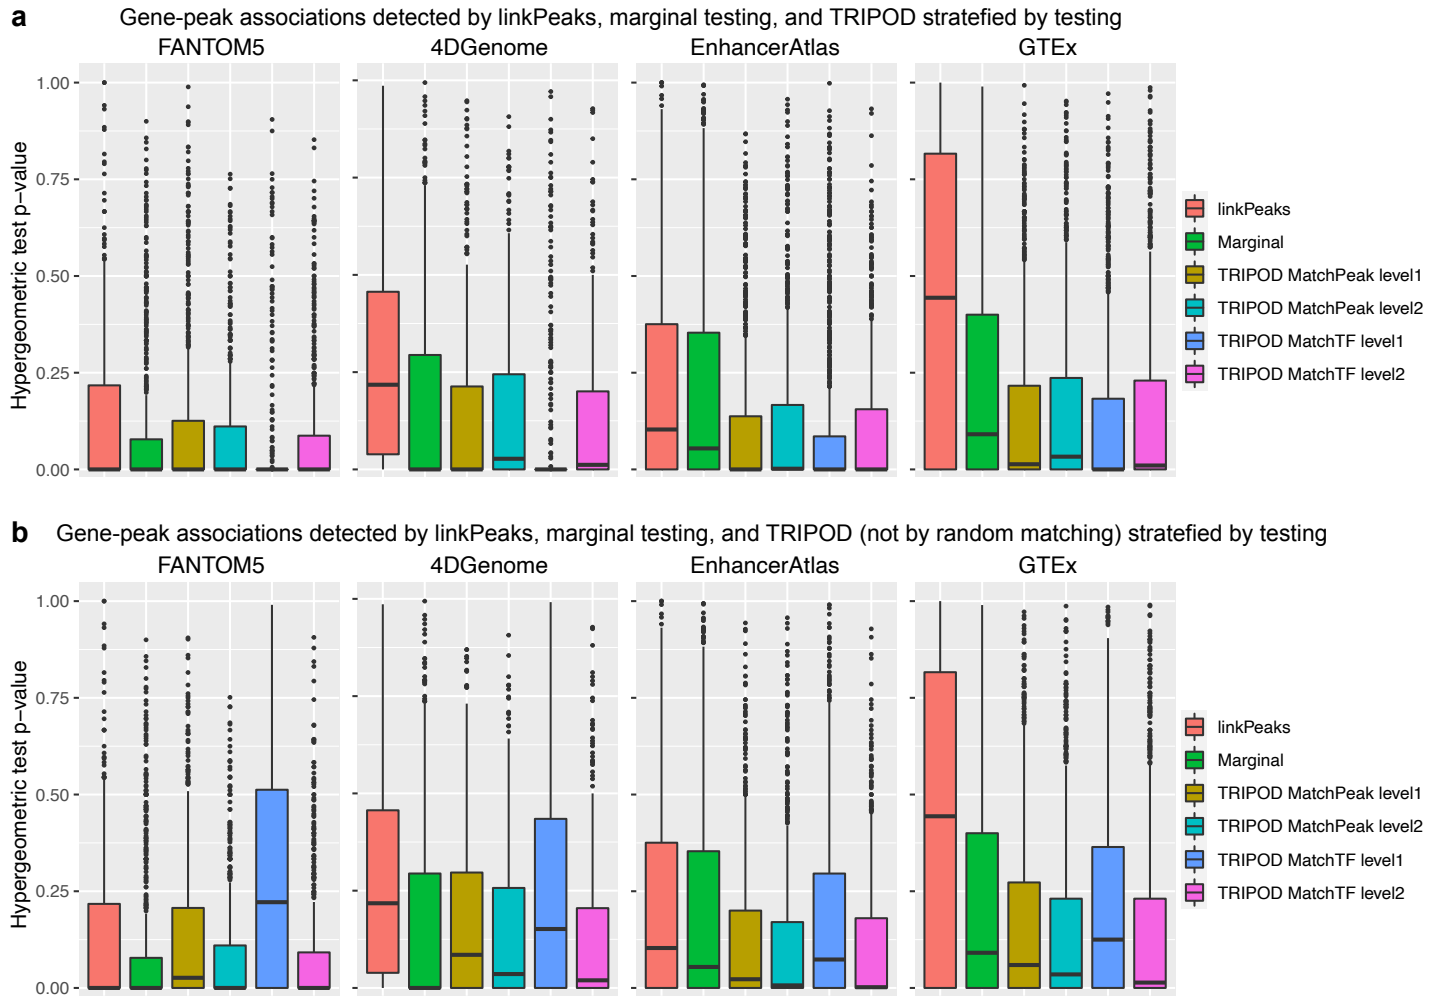 a Gene-peak associations detected by linkPeaks, marginal testing, and TRIPOD stratefied by testing
FANTOM5 4DGenome EnhancerAtlas GTEx
Hypergeometric test p-value
1.00
0.75
0.50
0.25
0.00
linkPeaks
Marginal
TRIPOD MatchPeak level1
TRIPOD MatchPeak level2
TRIPOD MatchTF level1
TRIPOD MatchTF level2
b Gene-peak associations detected by linkPeaks, marginal testing, and TRIPOD (not by random matching) stratefied by testing
FANTOM5 4DGenome EnhancerAtlas GTEx
Hypergeometric test p-value
1.00
0.75
0.50
0.25
0.00
linkPeaks
Marginal
TRIPOD MatchPeak level1
TRIPOD MatchPeak level2
TRIPOD MatchTF level1
TRIPOD MatchTF level2